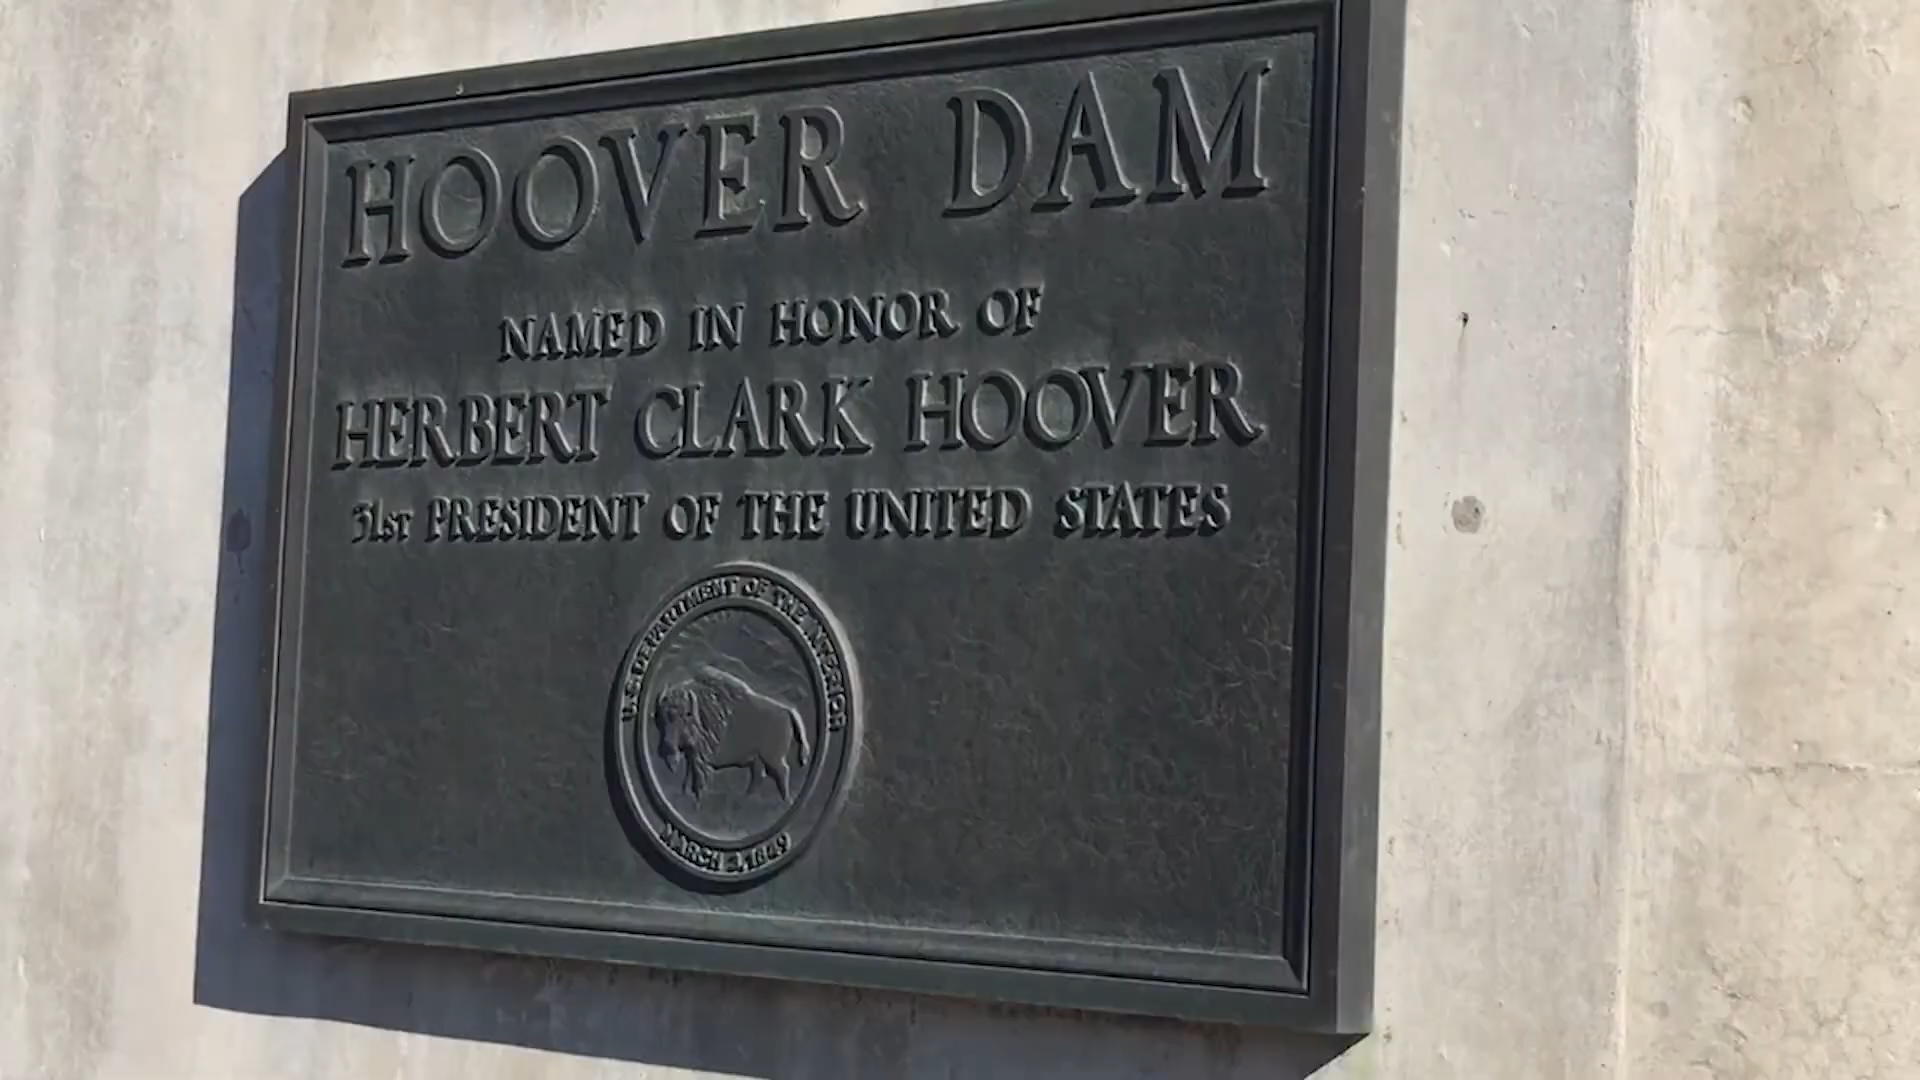 HOOVER DAM
NAMED IN HONOR OF
HERBERT CLARK HOOVER
31ST PRESIDENT OF THE UNITED STATES
U.S. DEPARTMENT OF THE INTERIOR
MARCH 3, 1849